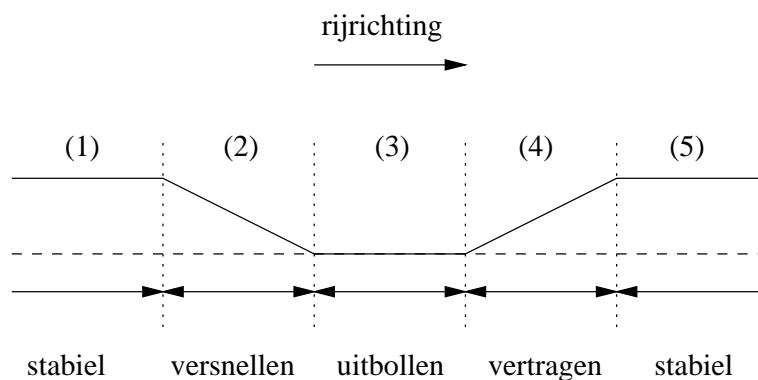 rijrichting
(1) (2) (3) (4) (5)
stabiel versnellen uitbollen vertragen stabiel